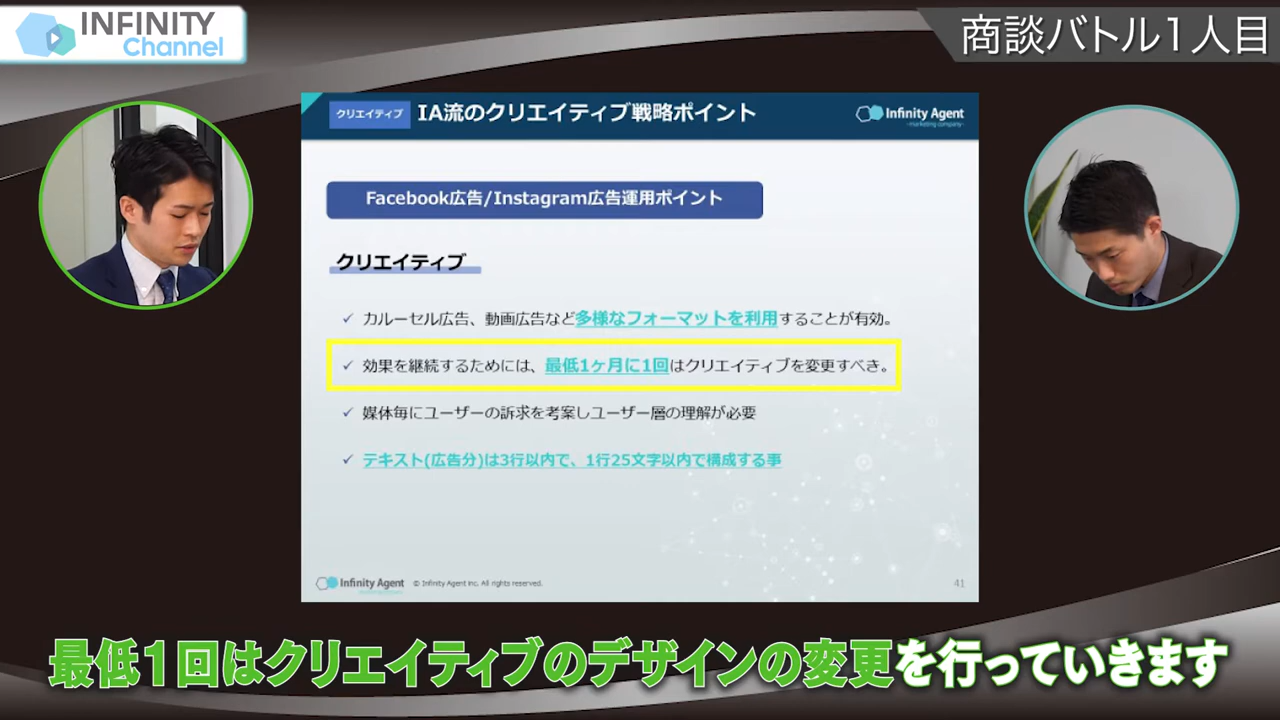 INFINITY
Channel
商談バトル1人目
クリエイティブ
IA流のクリエイティブ戦略ポイント
Infinity Agent
-marketing company-
Facebook広告/Instagram広告運用ポイント
クリエイティブ
✓ カルーセル広告、動画広告など多様なフォーマットを利用することが有効。
✓ 効果を継続するためには、最低1ヶ月に1回はクリエイティブを変更すべき。
✓ 媒体毎にユーザーの訴求を考案しユーザー層の理解が必要
✓ テキスト(広告分)は3行以内で、1行25文字以内で構成する事
Infinity Agent
© Infinity Agent Inc. All rights reserved.
41
最低1回はクリエイティブのデザインの変更を行っていきます